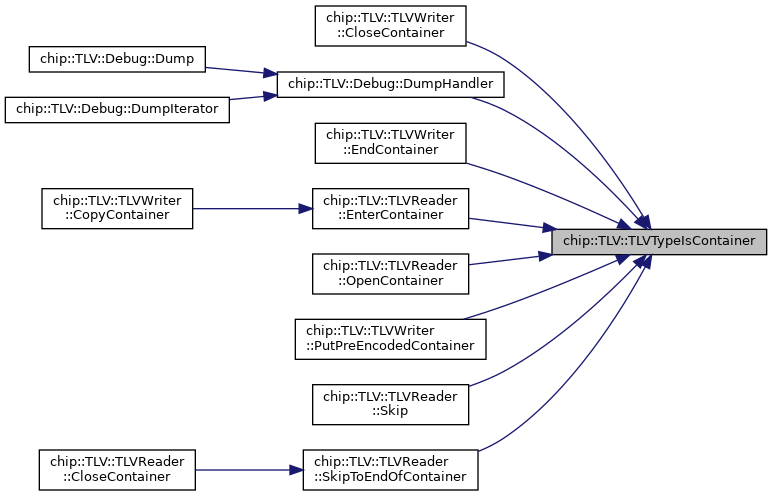 chip::TLV::TLVWriter
::CloseContainer
chip::TLV::Debug::Dump
chip::TLV::Debug::DumpHandler
chip::TLV::Debug::DumpIterator
chip::TLV::TLVWriter
::EndContainer
chip::TLV::TLVWriter
::CopyContainer
chip::TLV::TLVReader
::EnterContainer
chip::TLV::TLVTypeIsContainer
chip::TLV::TLVReader
::OpenContainer
chip::TLV::TLVWriter
::PutPreEncodedContainer
chip::TLV::TLVReader
::Skip
chip::TLV::TLVReader
::CloseContainer
chip::TLV::TLVReader
::SkipToEndOfContainer